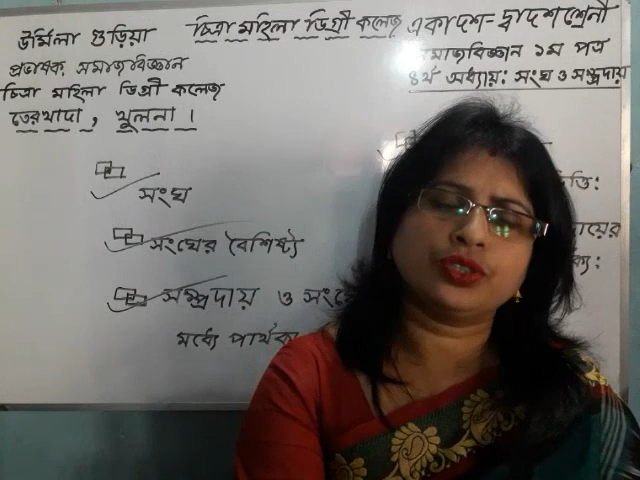 চিত্রা মহিলা ডিগ্রী কলেজ
একাদশ-দ্বাদশ শ্রেনী
উর্মিলা গুড়িয়া
প্রভাষক, সমাজবিজ্ঞান
চিত্রা মহিলা ডিগ্রী কলেজ
তেরখাদা, খুলনা।
সমাজবিজ্ঞান ১ম পত্র
৪র্থ অধ্যায়: সংঘ ও সম্প্রদায়
সংঘ
সংঘের বৈশিষ্ট্য
সম্প্রদায় ও
মধ্যে পার্থক্য